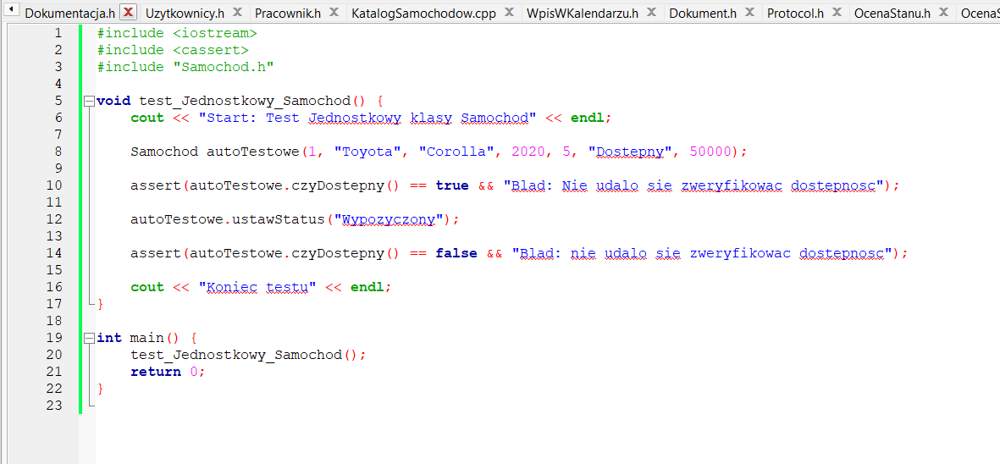 Dokumentacja.h Uzytkownicy.h Pracownik.h KatalogSamochodow.cpp WpisWKalendarzu.h Dokument.h Protocol.h OcenaStanu.h OcenaS
1 #include <iostream>
2 #include <cassert>
3 #include "Samochod.h"
4
5 void test_Jednostkowy_Samochod() {
6 cout << "Start: Test Jednostkowy klasy Samochod" << endl;
7
8 Samochod autoTestowe(1, "Toyota", "Corolla", 2020, 5, "Dostepny", 50000);
9
10 assert(autoTestowe.czyDostepny() == true && "Blad: Nie udalo sie zweryfikowac dostepnosc");
11
12 autoTestowe.ustawStatus("Wypozyczony");
13
14 assert(autoTestowe.czyDostepny() == false && "Blad: nie udalo sie zweryfikowac dostepnosc");
15
16 cout << "Koniec testu" << endl;
17 }
18
19 int main() {
20 test_Jednostkowy_Samochod();
21 return 0;
22 }
23